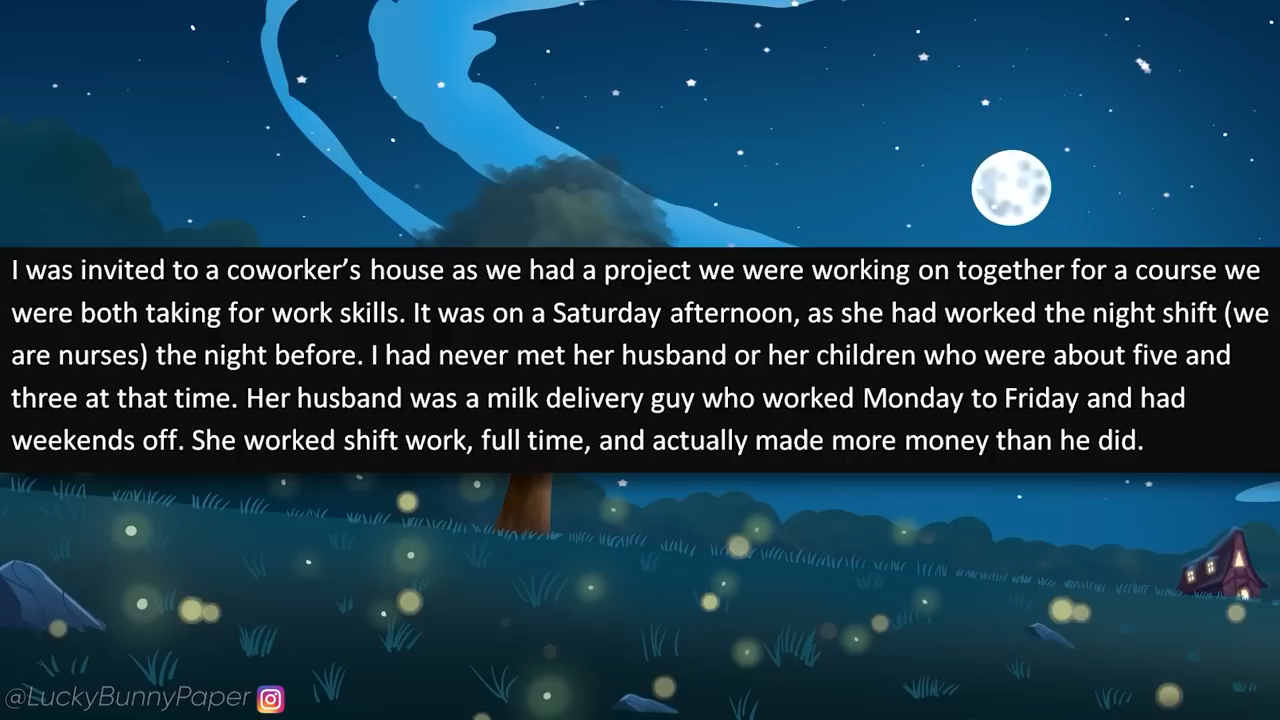 I was invited to a coworker’s house as we had a project we were working on together for a course we
were both taking for work skills. It was on a Saturday afternoon, as she had worked the night shift (we
are nurses) the night before. I had never met her husband or her children who were about five and
three at that time. Her husband was a milk delivery guy who worked Monday to Friday and had
weekends off. She worked shift work, full time, and actually made more money than he did.
@LuckyBunnyPaper